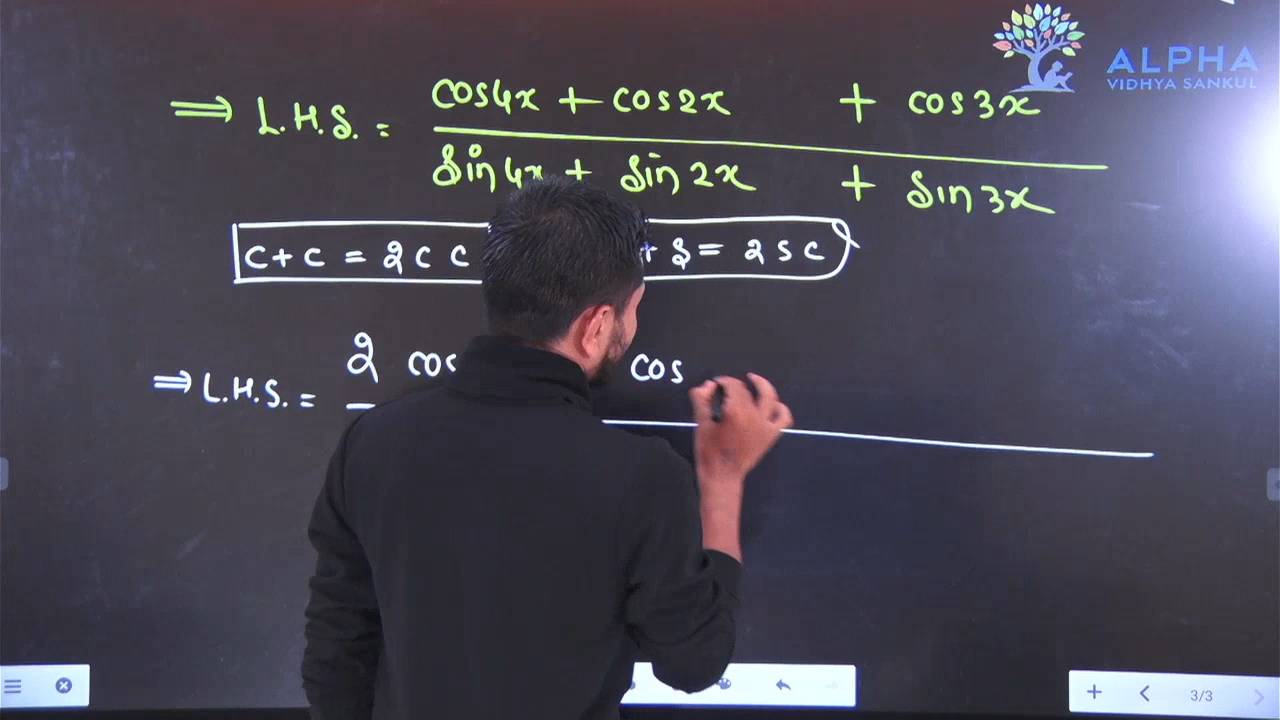 ALPHA
VIDHYA SANKUL
⇒ L.H.S. = cos4x + cos2x + cos3x
sin4x + sin2x + sin3x
C+C = 2CC + S = 2SC
⇒ L.H.S. = 2 cos cos
3/3